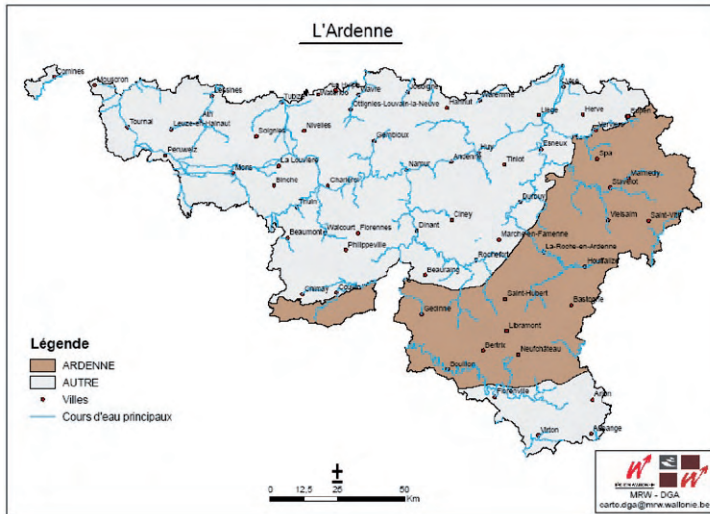 L'Ardenne
Comines
Mouscron
Lessines
Tubize
Waterloo
Wavre
Jodoigne
Hannut
Waremme
Visé
Tournai
Leuze-en-Hainaut
Ath
Soignies
Nivelles
Ottignies-Louvain-la-Neuve
Gembloux
Liège
Herve
Eupen
Verviers
Péruwelz
Mons
La Louvière
Binche
Charleroi
Namur
Andenne
Huy
Tinlot
Esneux
Spa
Malmedy
Stavelot
Thuin
Beaumont
Walcourt
Florennes
Philippeville
Dinant
Ciney
Durbuy
Marche-en-Famenne
Vielsalm
Saint-Vith
Rochefort
La-Roche-en-Ardenne
Houffalize
Beauraing
Chimay
Couvin
Gedinne
Saint-Hubert
Bastogne
Libramont
Bertrix
Neufchâteau
Bouillon
Florenville
Arlon
Virton
Aubange
Légende
ARDENNE
AUTRE
Villes
Cours d'eau principaux
0 12,5 25 50
Km
RÉGION WALLONNE
MRW - DGA
carte.dga@mrw.wallonie.be